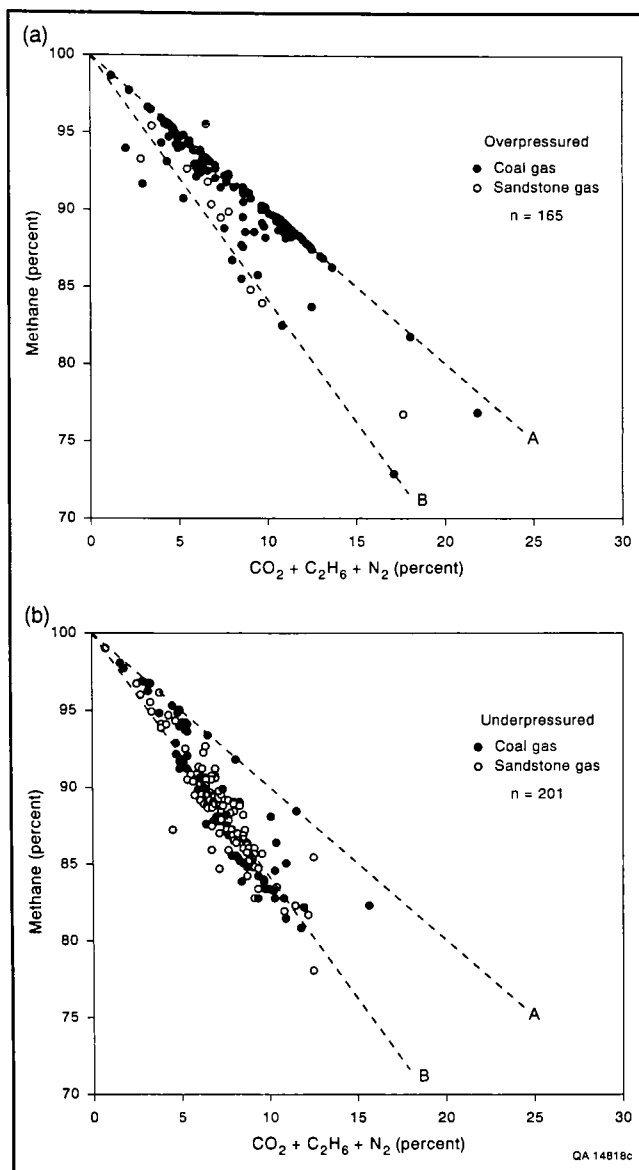 (a)
100
95
90
85
80
75
70
Methane (percent)
Overpressured
Coal gas
Sandstone gas
n = 165
A
B
0 5 10 15 20 25 30
CO₂ + C₂H₆ + N₂ (percent)
(b)
100
95
90
85
80
75
70
Methane (percent)
Underpressured
Coal gas
Sandstone gas
n = 201
A
B
0 5 10 15 20 25 30
CO₂ + C₂H₆ + N₂ (percent)
QA 14818c